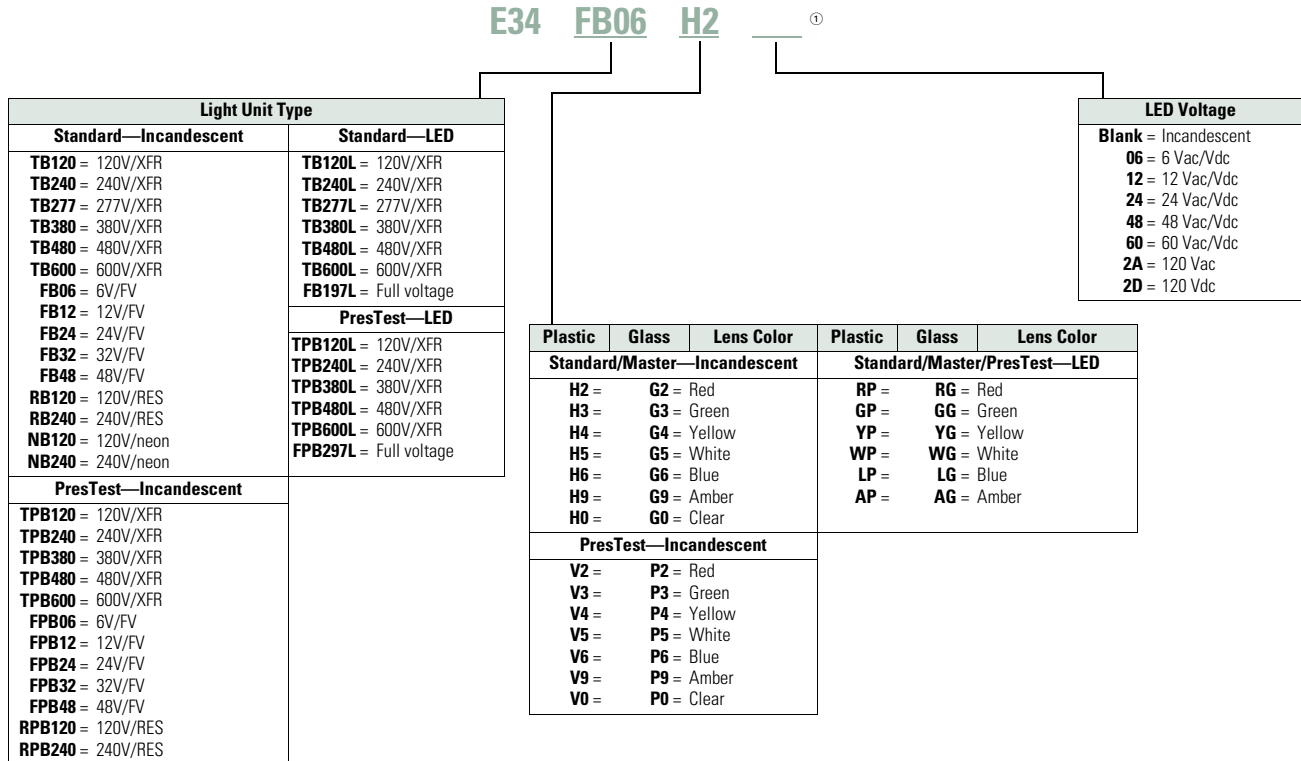 E34 FB06 H2 ___ ①
Light Unit Type
Standard—Incandescent
TB120 = 120V/XFR
TB240 = 240V/XFR
TB277 = 277V/XFR
TB380 = 380V/XFR
TB480 = 480V/XFR
TB600 = 600V/XFR
FB06 = 6V/FV
FB12 = 12V/FV
FB24 = 24V/FV
FB32 = 32V/FV
FB48 = 48V/FV
RB120 = 120V/RES
RB240 = 240V/RES
NB120 = 120V/neon
NB240 = 240V/neon
PresTest—Incandescent
TPB120 = 120V/XFR
TPB240 = 240V/XFR
TPB380 = 380V/XFR
TPB480 = 480V/XFR
TPB600 = 600V/XFR
FPB06 = 6V/FV
FPB12 = 12V/FV
FPB24 = 24V/FV
FPB32 = 32V/FV
FPB48 = 48V/FV
RPB120 = 120V/RES
RPB240 = 240V/RES
Standard—LED
TB120L = 120V/XFR
TB240L = 240V/XFR
TB277L = 277V/XFR
TB380L = 380V/XFR
TB480L = 480V/XFR
TB600L = 600V/XFR
FB197L = Full voltage
PresTest—LED
TPB120L = 120V/XFR
TPB240L = 240V/XFR
TPB380L = 380V/XFR
TPB480L = 480V/XFR
TPB600L = 600V/XFR
FPB297L = Full voltage
Plastic Glass Lens Color
Standard/Master—Incandescent
H2 = G2 = Red
H3 = G3 = Green
H4 = G4 = Yellow
H5 = G5 = White
H6 = G6 = Blue
H9 = G9 = Amber
H0 = G0 = Clear
PresTest—Incandescent
V2 = P2 = Red
V3 = P3 = Green
V4 = P4 = Yellow
V5 = P5 = White
V6 = P6 = Blue
V9 = P9 = Amber
V0 = P0 = Clear
Plastic Glass Lens Color
Standard/Master/PresTest—LED
RP = RG = Red
GP = GG = Green
YP = YG = Yellow
WP = WG = White
LP = LG = Blue
AP = AG = Amber
LED Voltage
Blank = Incandescent
06 = 6 Vac/Vdc
12 = 12 Vac/Vdc
24 = 24 Vac/Vdc
48 = 48 Vac/Vdc
60 = 60 Vac/Vdc
2A = 120 Vac
2D = 120 Vdc